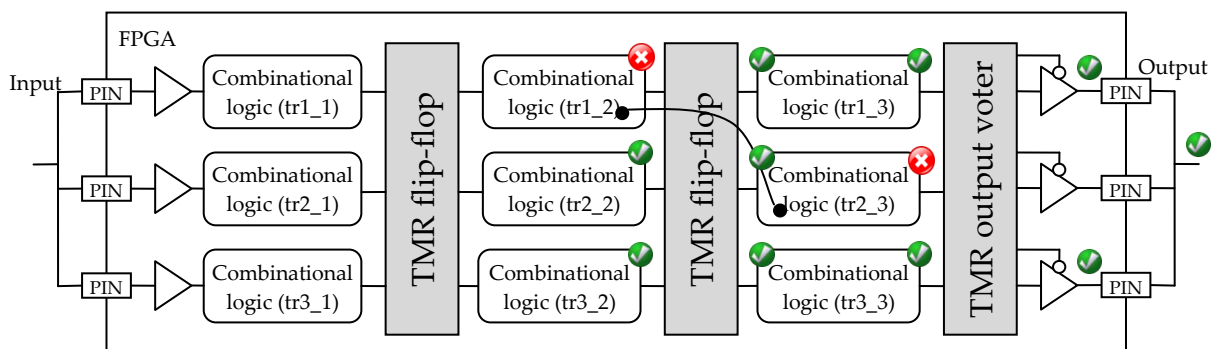 FPGA
Input
Output
PIN
Combinational
logic (tr1_1)
Combinational
logic (tr1_2)
Combinational
logic (tr1_3)
PIN
PIN
Combinational
logic (tr2_1)
Combinational
logic (tr2_2)
Combinational
logic (tr2_3)
PIN
PIN
Combinational
logic (tr3_1)
Combinational
logic (tr3_2)
Combinational
logic (tr3_3)
PIN
TMR flip-flop
TMR flip-flop
TMR output voter